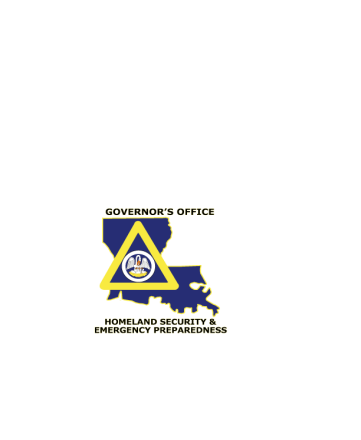 GOVERNOR'S OFFICE
HOMELAND SECURITY &
EMERGENCY PREPAREDNESS